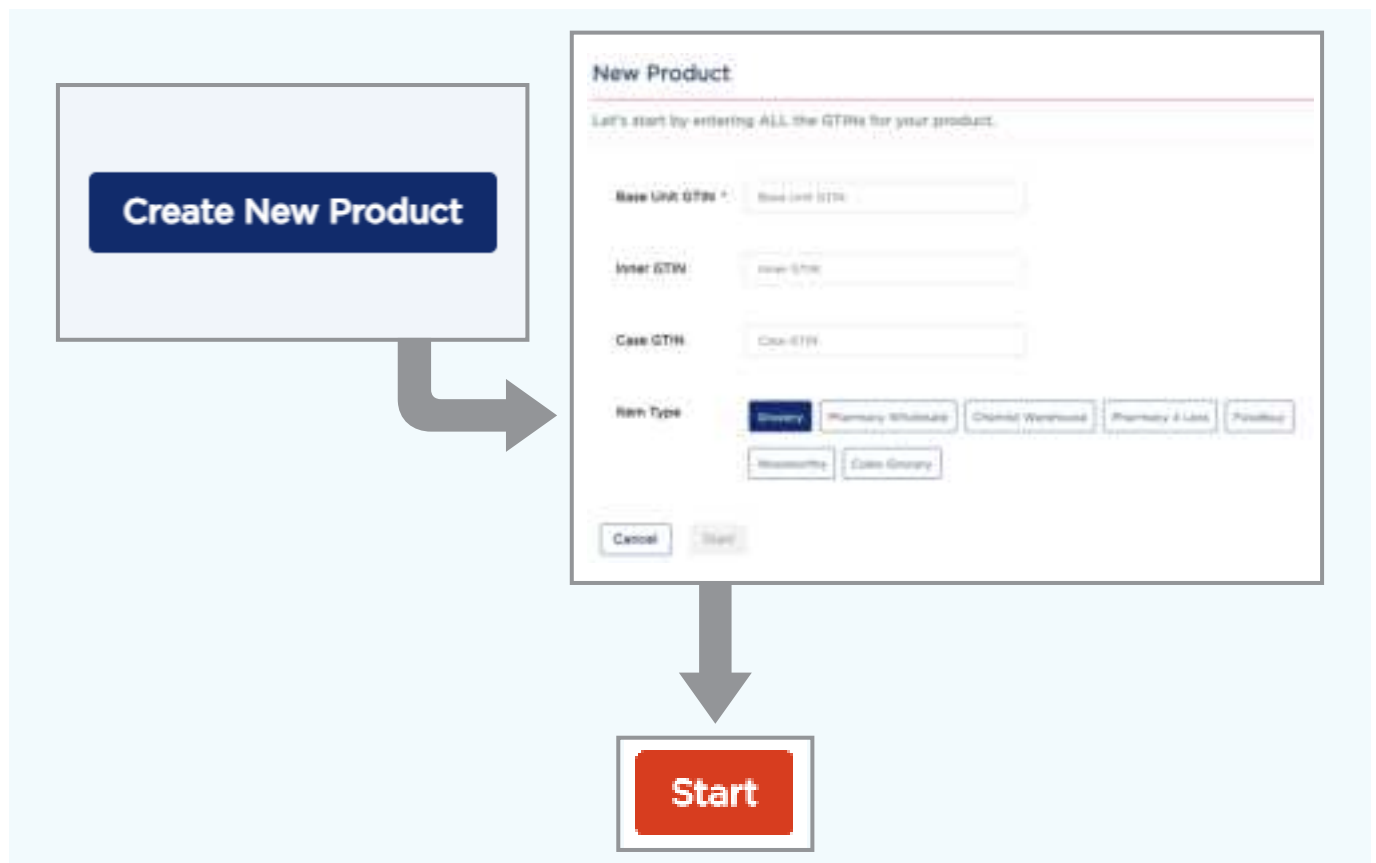 Create New Product
New Product
Let's start by entering ALL the GTINs for your product.
Base Unit GTIN * Base Unit GTIN
Inner GTIN Inner GTIN
Case GTIN Case GTIN
Item Type Grocery Pharmacy Wholesale Chemist Warehouse Pharmacy 4 Less Foodbuy
Woolworths Coles Grocery
Cancel Start
Start